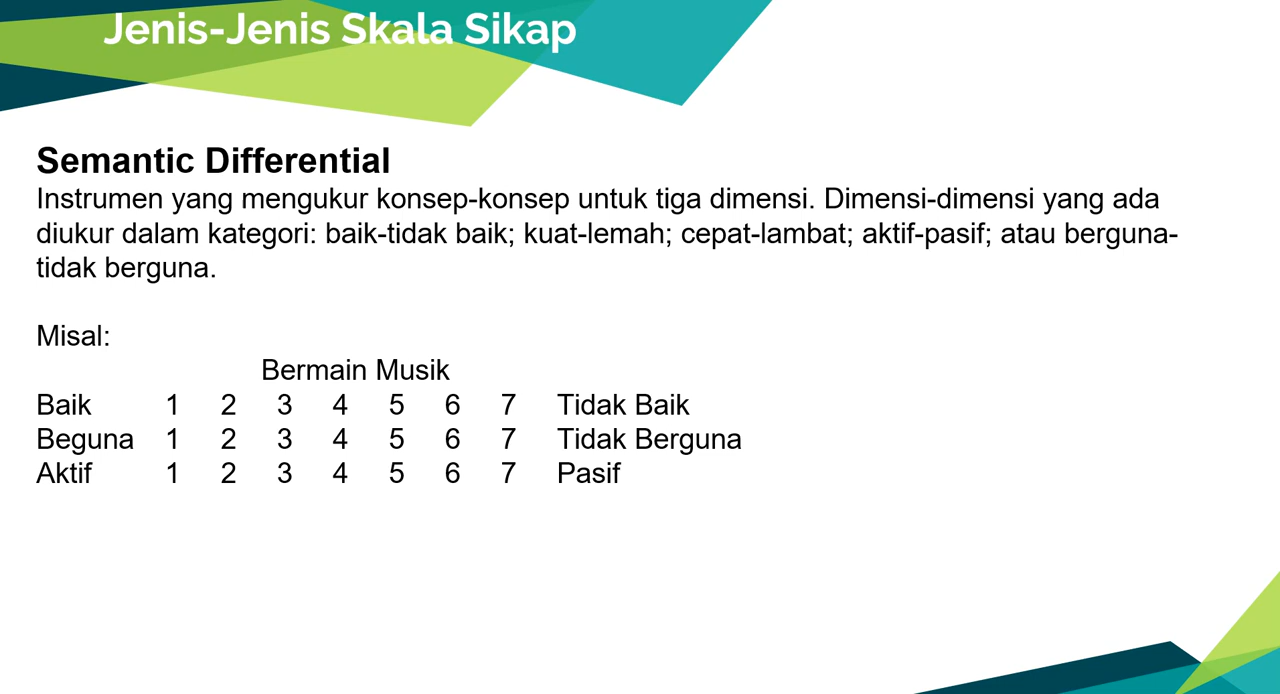 Jenis-Jenis Skala Sikap
Semantic Differential
Instrumen yang mengukur konsep-konsep untuk tiga dimensi. Dimensi-dimensi yang ada
diukur dalam kategori: baik-tidak baik; kuat-lemah; cepat-lambat; aktif-pasif; atau berguna-
tidak berguna.
Misal:
Bermain Musik
Baik 1 2 3 4 5 6 7 Tidak Baik
Beguna 1 2 3 4 5 6 7 Tidak Berguna
Aktif 1 2 3 4 5 6 7 Pasif